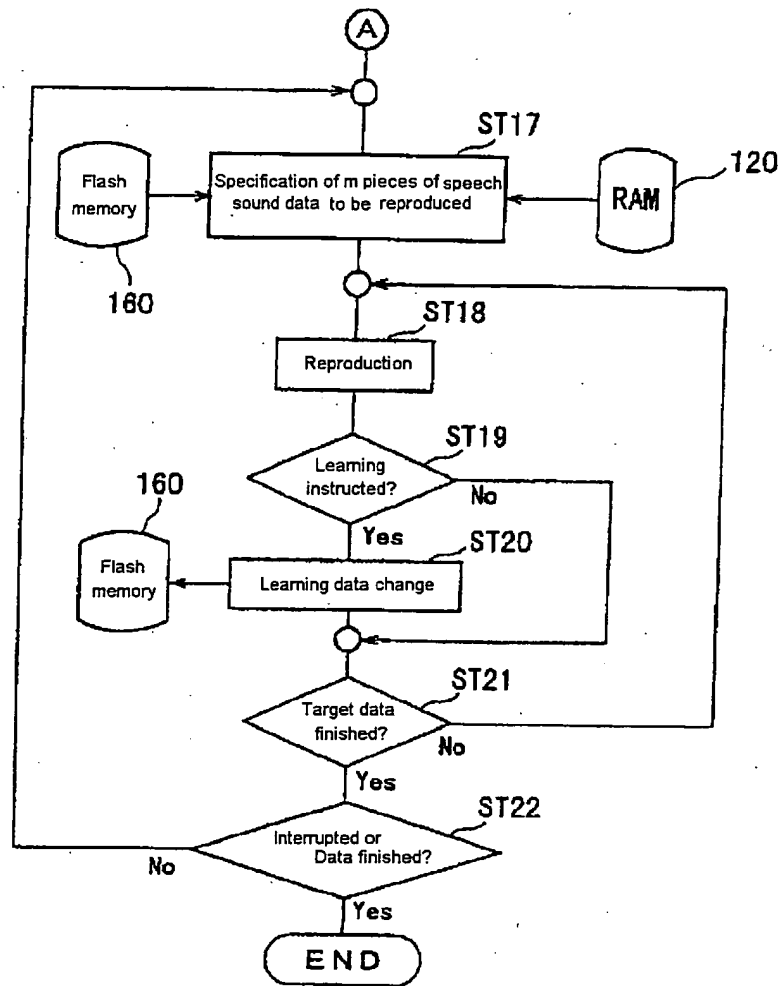 A
ST17
Flash
memory
160
Specification of m pieces of speech
sound data to be reproduced
RAM
120
ST18
Reproduction
ST19
Learning
instructed?
No
Yes
160
Flash
memory
ST20
Learning data change
ST21
Target data
finished?
No
Yes
ST22
Interrupted or
Data finished?
No
Yes
END